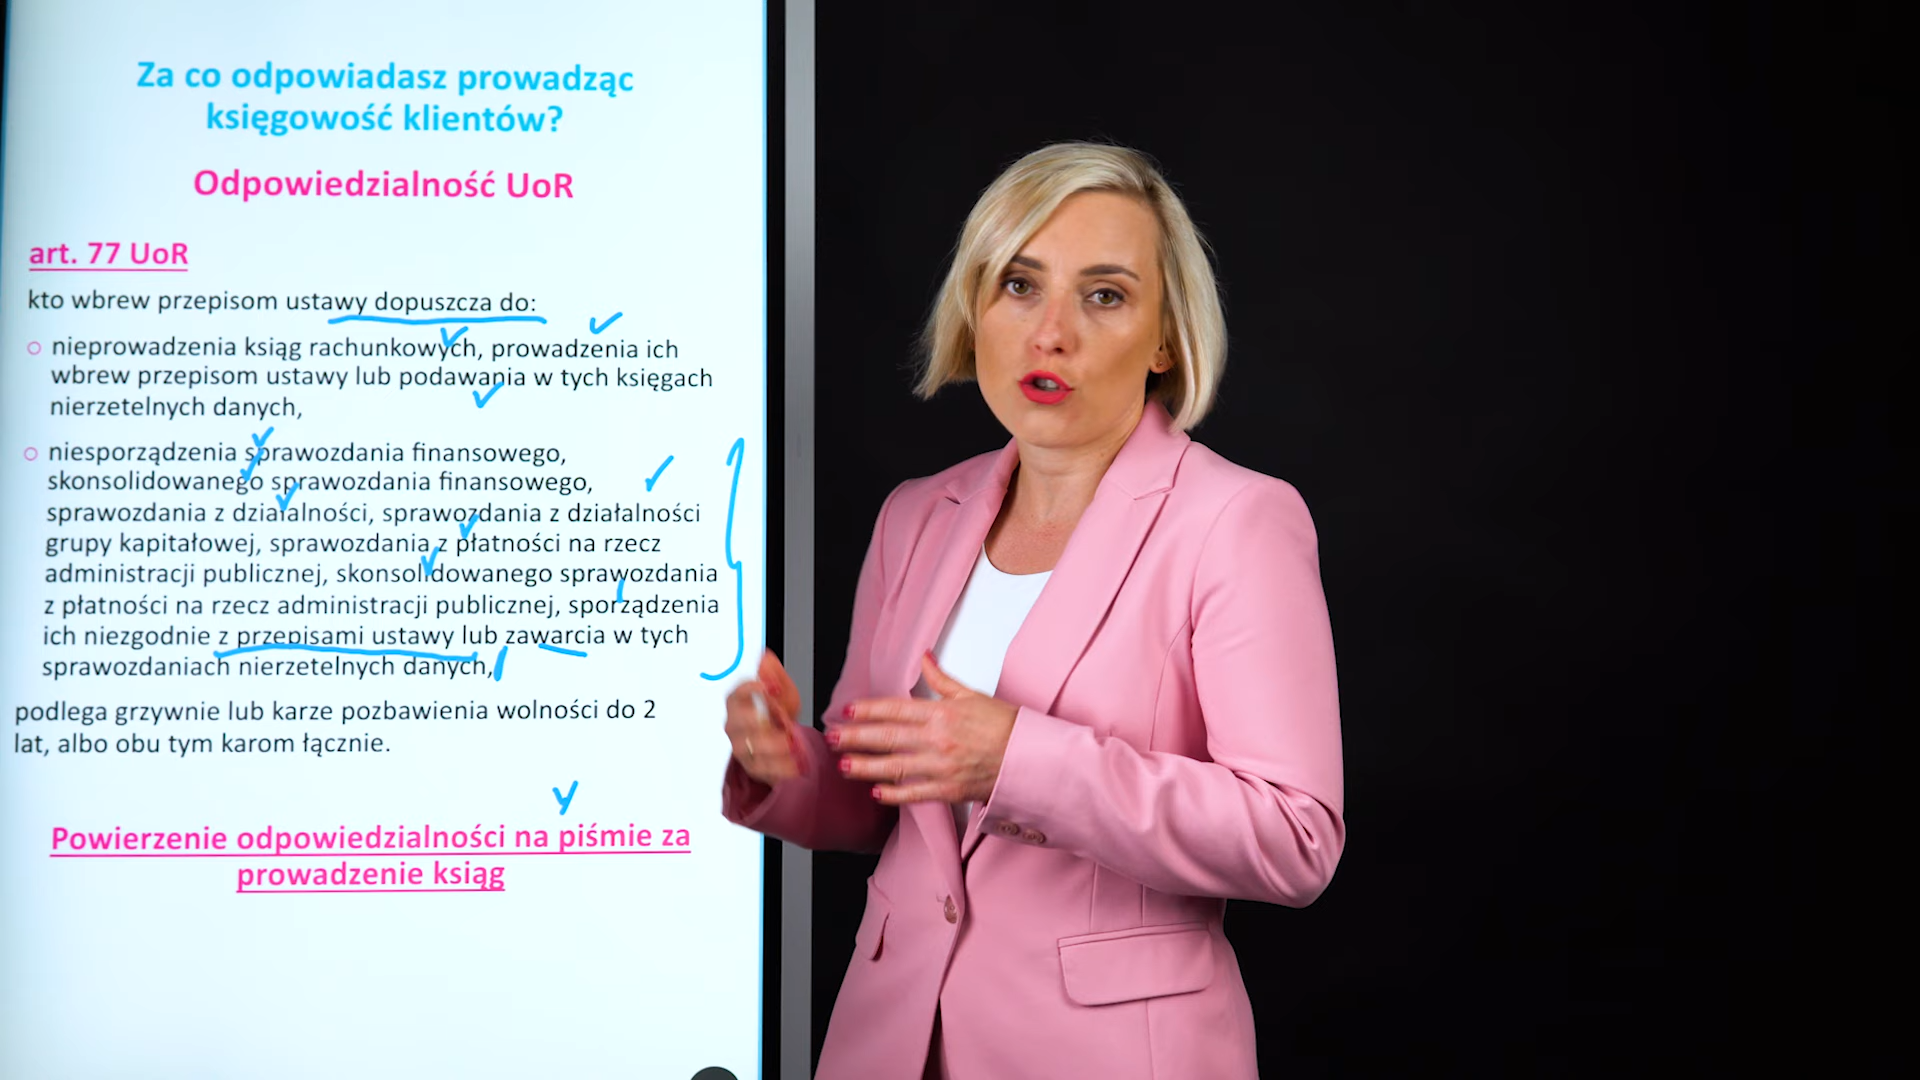 Za co odpowiadasz prowadząc
księgowość klientów?
Odpowiedzialność UoR
art. 77 UoR
kto wbrew przepisom ustawy dopuszcza do:
nieprowadzenia ksiąg rachunkowych, prowadzenia ich
wbrew przepisom ustawy lub podawania w tych księgach
nierzetelnych danych,
niesporządzenia sprawozdania finansowego,
skonsolidowanego sprawozdania finansowego,
sprawozdania z działalności, sprawozdania z działalności
grupy kapitałowej, sprawozdania z płatności na rzecz
administracji publicznej, skonsolidowanego sprawozdania
z płatności na rzecz administracji publicznej, sporządzenia
ich niezgodnie z przepisami ustawy lub zawarcia w tych
sprawozdaniach nierzetelnych danych,
podlega grzywnie lub karze pozbawienia wolności do 2
lat, albo obu tym karom łącznie.
Powierzenie odpowiedzialności na piśmie za
prowadzenie ksiąg